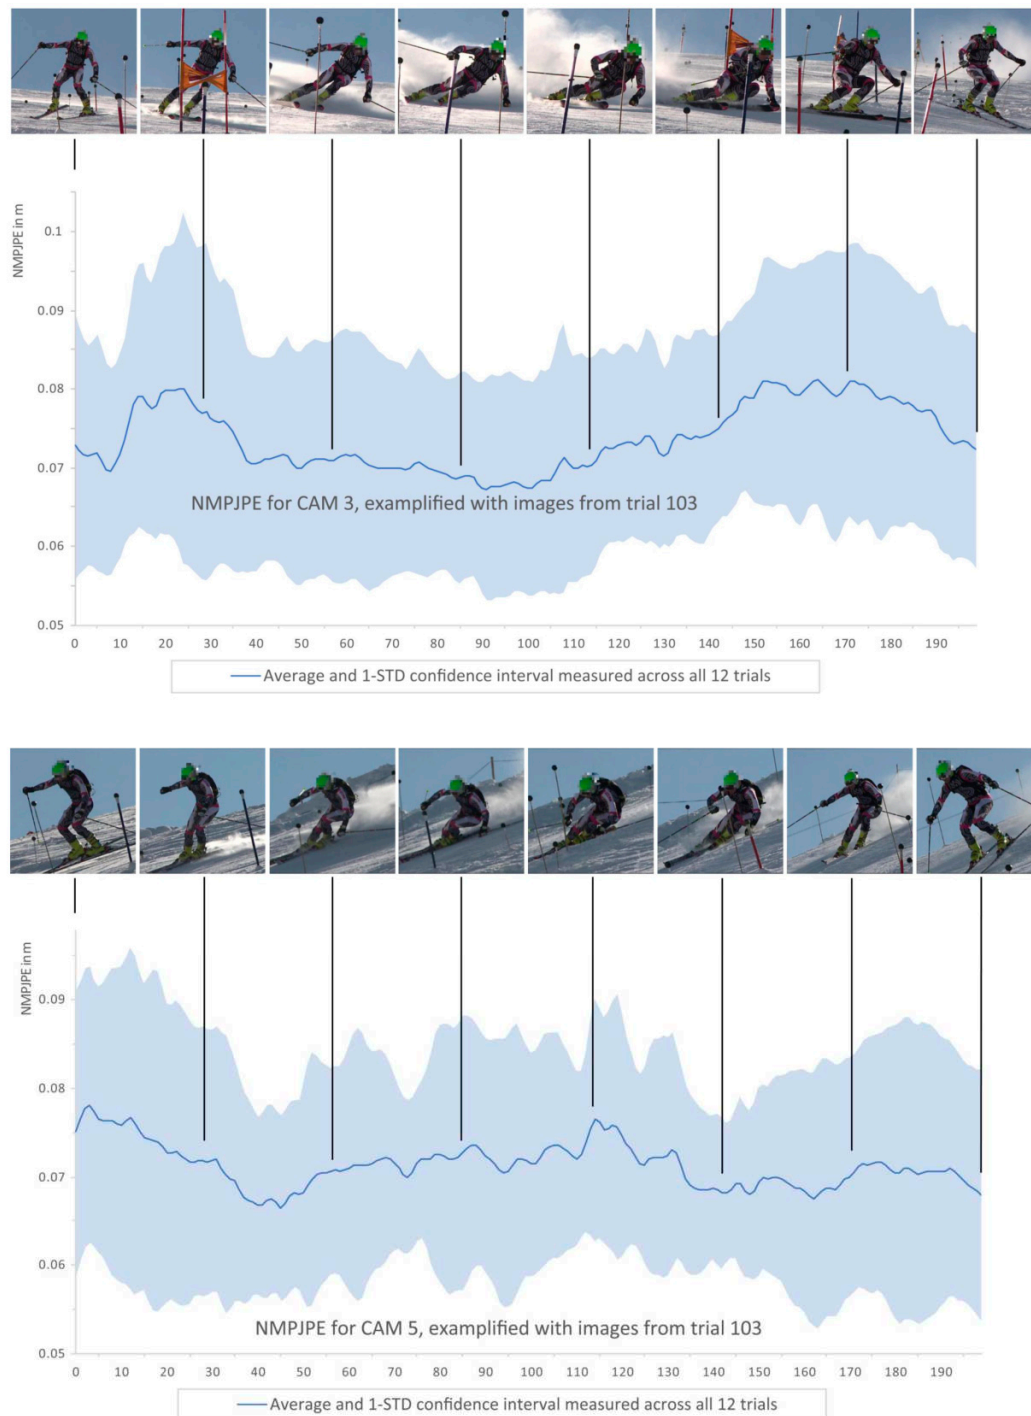 NMPJPE in m
0.1
0.09
0.08
0.07
0.06
0.05
NMPJPE for CAM 3, examplified with images from trial 103
0 10 20 30 40 50 60 70 80 90 100 110 120 130 140 150 160 170 180 190
Average and 1-STD confidence interval measured across all 12 trials
NMPJPE in m
0.09
0.08
0.07
0.06
0.05
NMPJPE for CAM 5, examplified with images from trial 103
0 10 20 30 40 50 60 70 80 90 100 110 120 130 140 150 160 170 180 190
Average and 1-STD confidence interval measured across all 12 trials